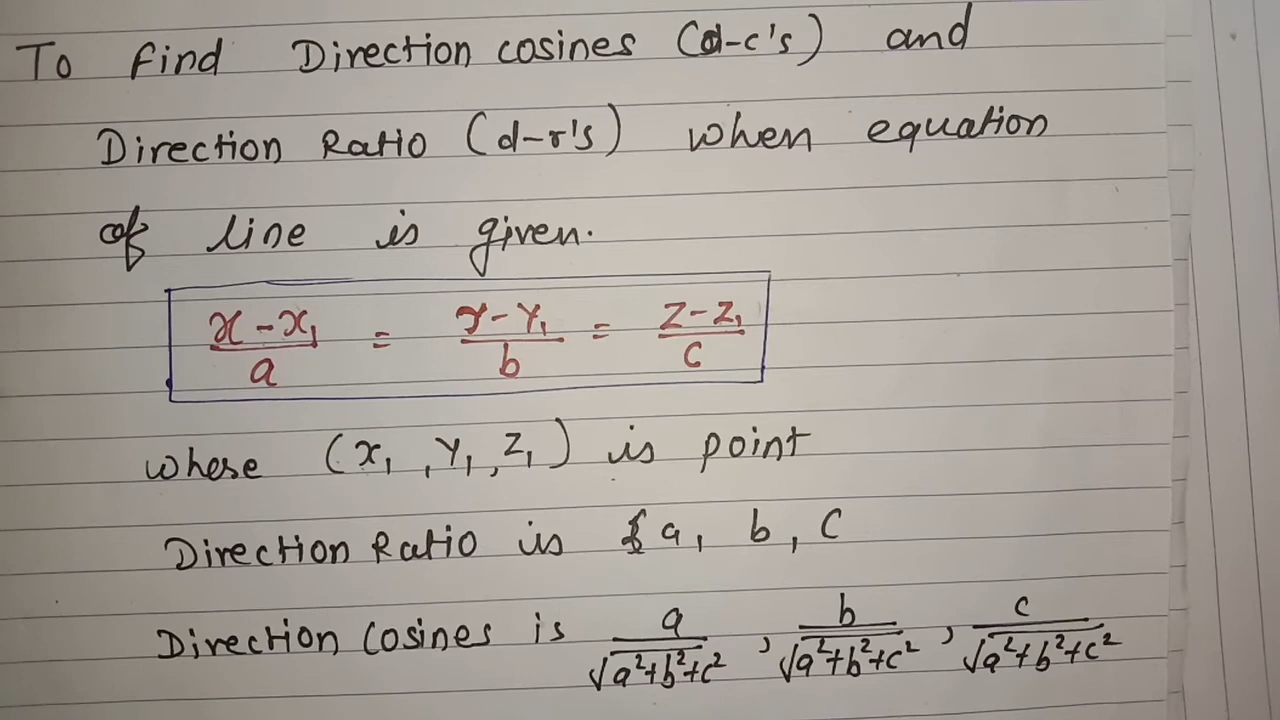 To find Direction cosines (d-c's) and
Direction Ratio (d-r's) when equation
of line is given.
x-x₁/a = y-y₁/b = z-z₁/c
where (x₁, y₁, z₁) is point
Direction Ratio is a, b, c
Direction Cosines is a/√a²+b²+c², b/√a²+b²+c², c/√a²+b²+c²